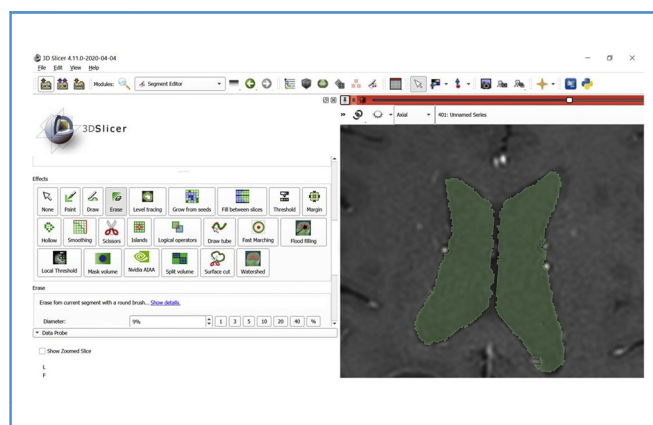 3D Slicer 4.11.0-2020-04-04
File Edit View Help
Modules: Segment Editor
3DSlicer
Axial 401: Unnamed Series
Effects
None Paint Draw Erase Level tracing Grow from seeds Fill between slices Threshold Margin
Hollow Smoothing Scissors Islands Logical operators Draw tube Fast Marching Flood filling
Local Threshold Mask volume Nvidia AIAA Split volume Surface cut Watershed
Erase
Erase fom current segment with a round brush... Show details.
Diameter: 9% 1 3 5 10 20 40 %
Data Probe
Show Zoomed Slice
L
F